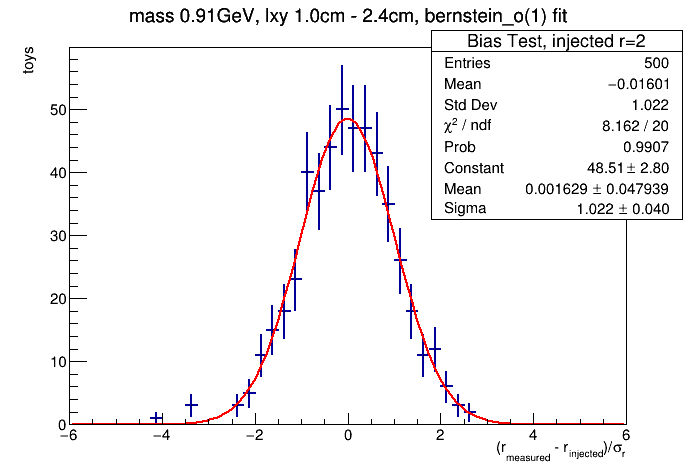 mass 0.91GeV, lxy 1.0cm - 2.4cm, bernstein_o(1) fit
Bias Test, injected r=2
Entries 500
Mean −0.01601
Std Dev 1.022
χ² / ndf 8.162 / 20
Prob 0.9907
Constant 48.51 ± 2.80
Mean 0.001629 ± 0.047939
Sigma 1.022 ± 0.040
toys
50
40
30
20
10
0
−6 −4 −2 0 2 4 6
(r_measured - r_injected)/σ_r